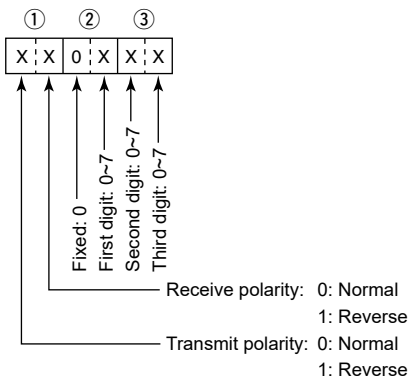 ① ② ③
X X 0 X X X
Fixed: 0
First digit: 0~7
Second digit: 0~7
Third digit: 0~7
Receive polarity: 0: Normal
1: Reverse
Transmit polarity: 0: Normal
1: Reverse